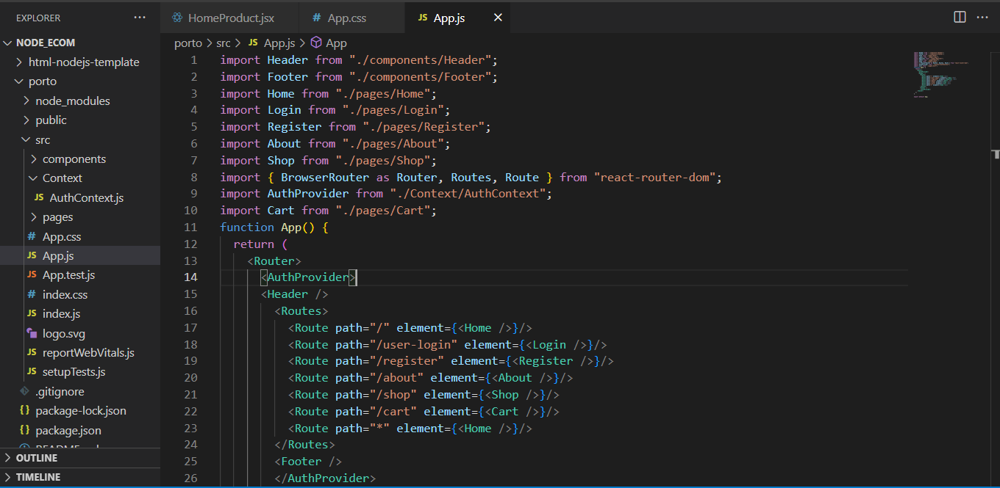 EXPLORER
NODE_ECOM
html-nodejs-template
porto
node_modules
public
src
components
Context
JS AuthContext.js
pages
# App.css
JS App.js
JS App.test.js
# index.css
JS index.js
logo.svg
JS reportWebVitals.js
JS setupTests.js
.gitignore
{} package-lock.json
{} package.json
OUTLINE
TIMELINE
HomeProduct.jsx # App.css JS App.js ×
porto > src > JS App.js > App
1 import Header from "./components/Header";
2 import Footer from "./components/Footer";
3 import Home from "./pages/Home";
4 import Login from "./pages/Login";
5 import Register from "./pages/Register";
6 import About from "./pages/About";
7 import Shop from "./pages/Shop";
8 import { BrowserRouter as Router, Routes, Route } from "react-router-dom";
9 import AuthProvider from "./Context/AuthContext";
10 import Cart from "./pages/Cart";
11 function App() {
12 return (
13 <Router>
14 <AuthProvider>
15 <Header />
16 <Routes>
17 <Route path="/" element={<Home />}/>
18 <Route path="/user-login" element={<Login />}/>
19 <Route path="/register" element={<Register />}/>
20 <Route path="/about" element={<About />}/>
21 <Route path="/shop" element={<Shop />}/>
22 <Route path="/cart" element={<Cart />}/>
23 <Route path="*" element={<Home />}/>
24 </Routes>
25 <Footer />
26 </AuthProvider>